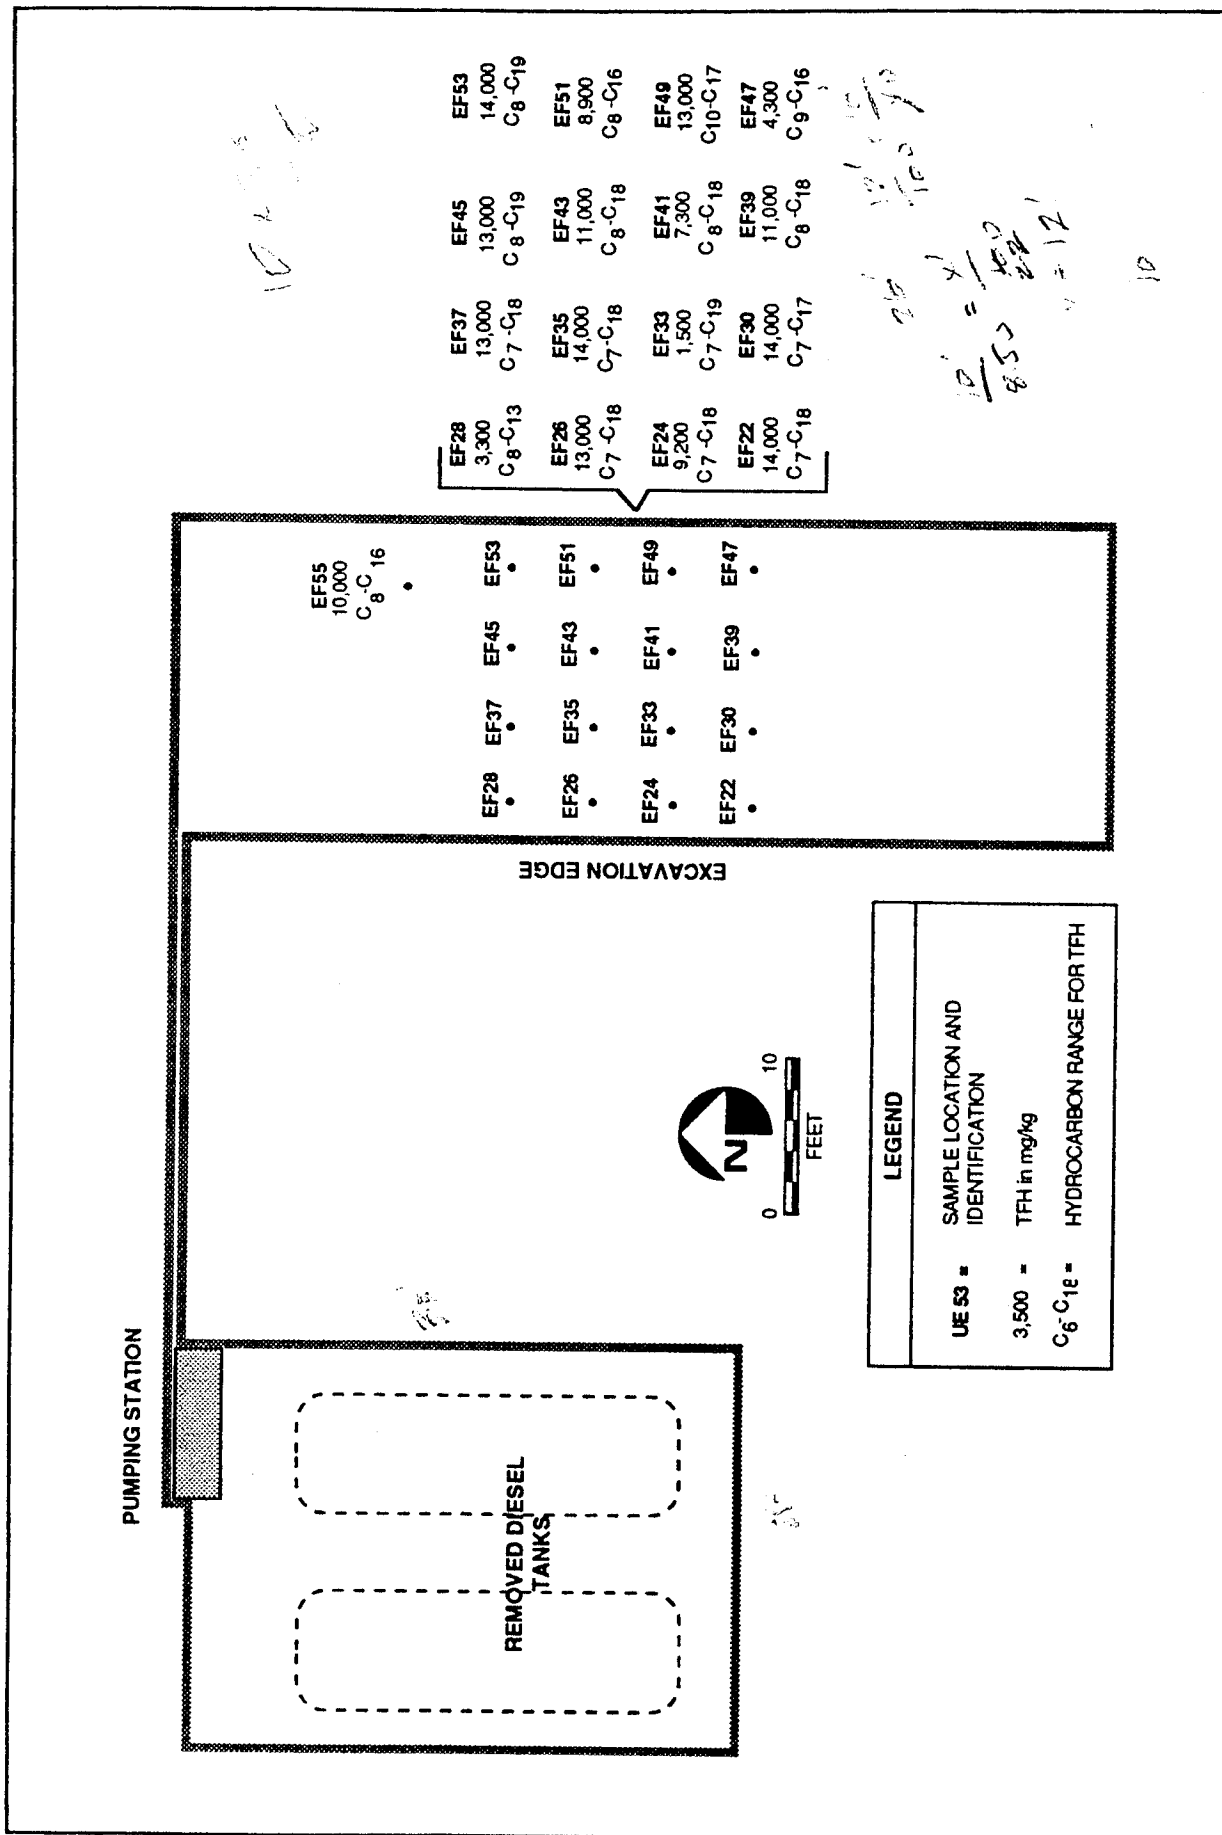 PUMPING STATION
REMOVED DIESEL
TANKS
EXCAVATION EDGE
EF55
10,000
C8-C16
EF28
EF37
EF45
EF53
EF26
EF35
EF43
EF51
EF24
EF33
EF41
EF49
EF22
EF30
EF39
EF47
EF28
3,300
C8-C13
EF37
13,000
C7-C18
EF45
13,000
C8-C19
EF53
14,000
C8-C19
EF26
13,000
C7-C18
EF35
14,000
C7-C18
EF43
11,000
C8-C18
EF51
8,900
C8-C16
EF24
9,200
C7-C18
EF33
1,500
C7-C19
EF41
7,300
C8-C18
EF49
13,000
C10-C17
EF22
14,000
C7-C18
EF30
14,000
C7-C17
EF39
11,000
C8-C18
EF47
4,300
C9-C16
N
0 10
FEET
LEGEND
UE 53 = SAMPLE LOCATION AND
IDENTIFICATION
3,500 = TFH in mg/kg
C6-C18 = HYDROCARBON RANGE FOR TFH
10
= 12'
10